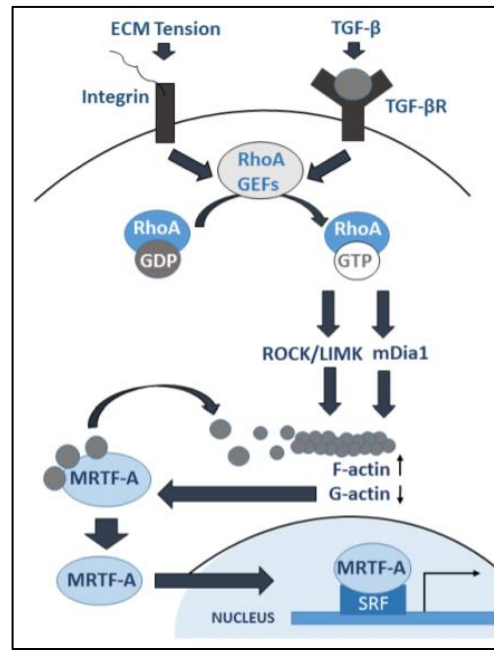 ECM Tension
TGF-β
Integrin
TGF-βR
RhoA
GEFs
RhoA
GDP
RhoA
GTP
ROCK/LIMK mDia1
MRTF-A
F-actin
G-actin
MRTF-A
MRTF-A
SRF
NUCLEUS